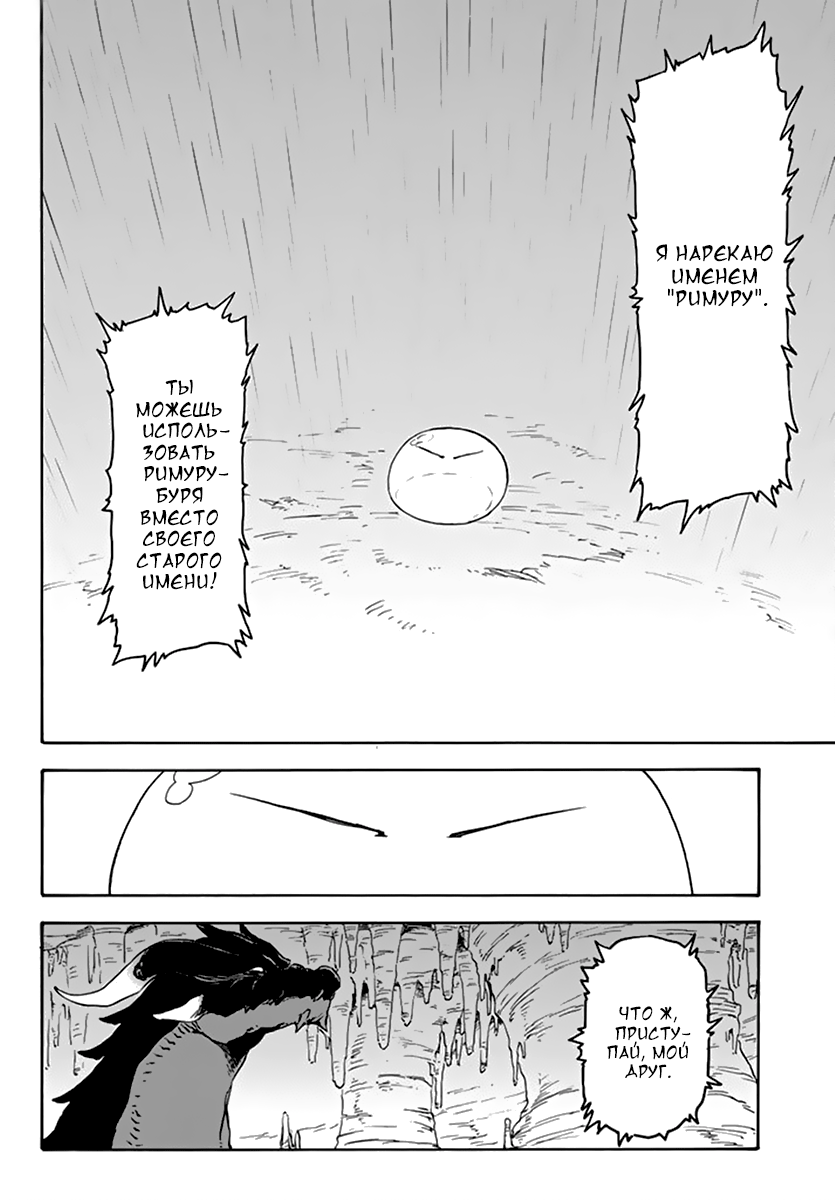 Я НАРЕКАЮ
ИМЕНЕМ
"РИМУРУ".
ТЫ
МОЖЕШЬ
ИСПОЛЬ-
ЗОВАТЬ
РИМУРУ-
БУРЯ
ВМЕСТО
СВОЕГО
СТАРОГО
ИМЕНИ!
ЧТО Ж,
ПРИСТУ-
ПАЙ, МОЙ
ДРУГ.